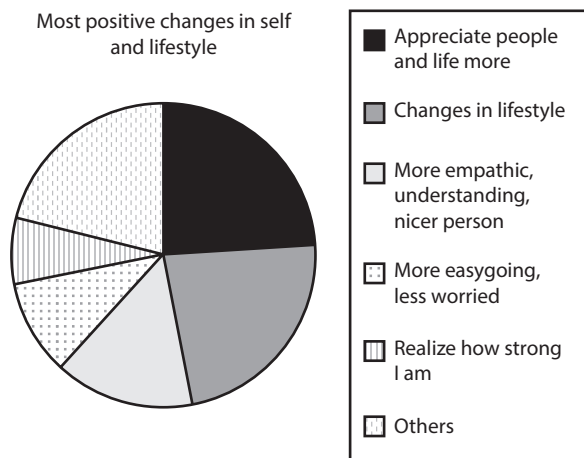 Most positive changes in self
and lifestyle
Appreciate people
and life more
Changes in lifestyle
More empathic,
understanding,
nicer person
More easygoing,
less worried
Realize how strong
I am
Others